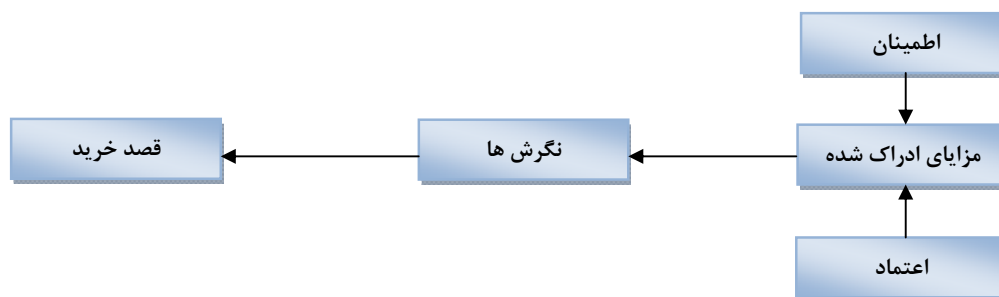 اطمینان
مزایای ادراک شده
نگرش ها
قصد خرید
اعتماد